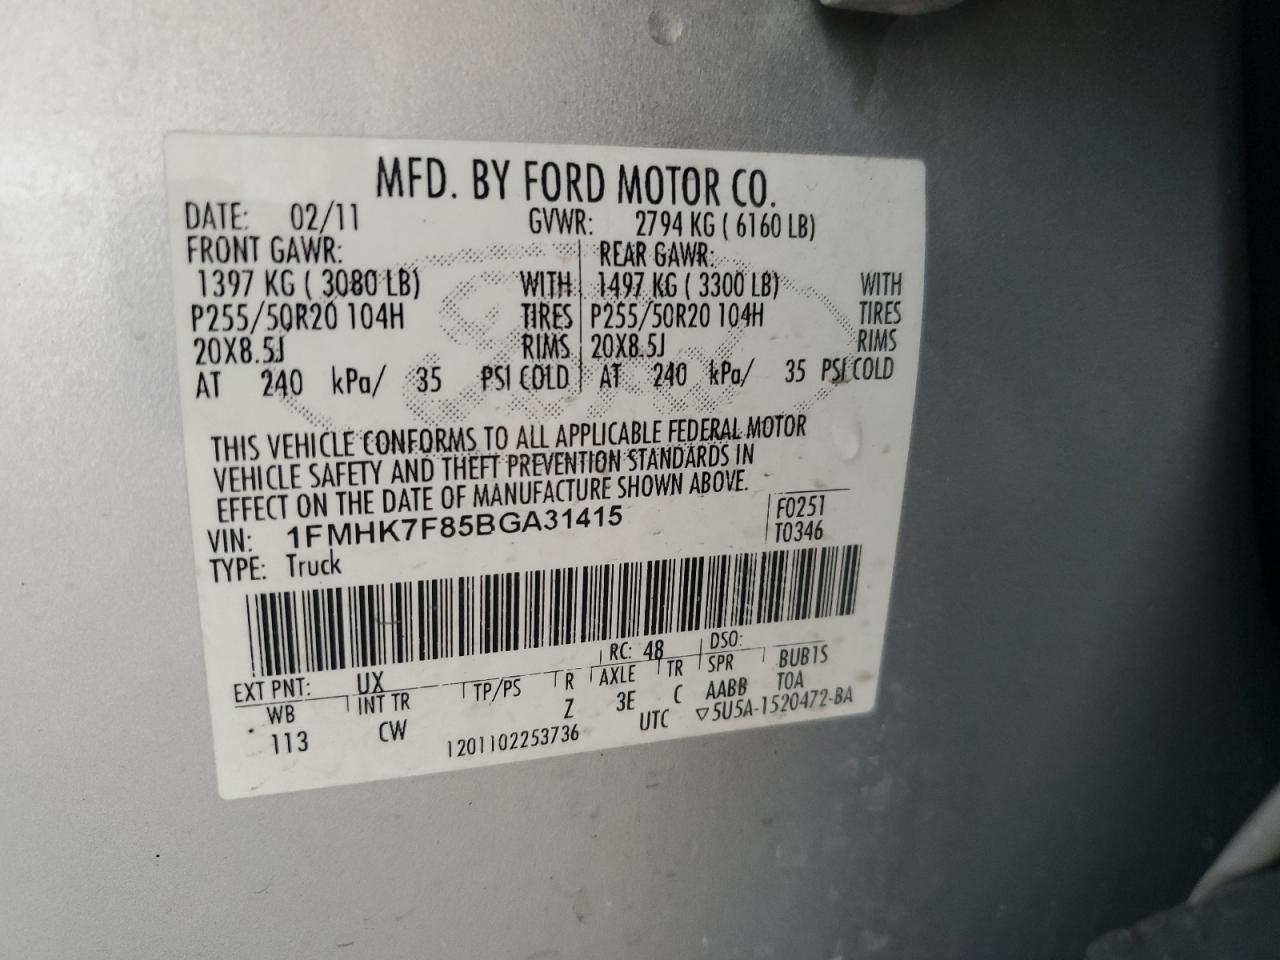 MFD. BY FORD MOTOR CO.
DATE: 02/11 GVWR: 2794 KG ( 6160 LB)
FRONT GAWR: REAR GAWR:
1397 KG ( 3080 LB) WITH 1497 KG ( 3300 LB) WITH
P255/50R20 104H TIRES P255/50R20 104H TIRES
20X8.5J RIMS 20X8.5J RIMS
AT 240 kPa/ 35 PSI COLD AT 240 kPa/ 35 PSI COLD
THIS VEHICLE CONFORMS TO ALL APPLICABLE FEDERAL MOTOR
VEHICLE SAFETY AND THEFT PREVENTION STANDARDS IN
EFFECT ON THE DATE OF MANUFACTURE SHOWN ABOVE.
VIN: 1FMHK7F85BGA31415 F0251
TYPE: Truck T0346
RC: 48 DSO:
EXT PNT: UX BUB1S
WB INT TR TP/PS R AXLE TR SPR TOA
113 CW Z 3E C AABB
1201102253736 UTC ▽5U5A-1520472-BA